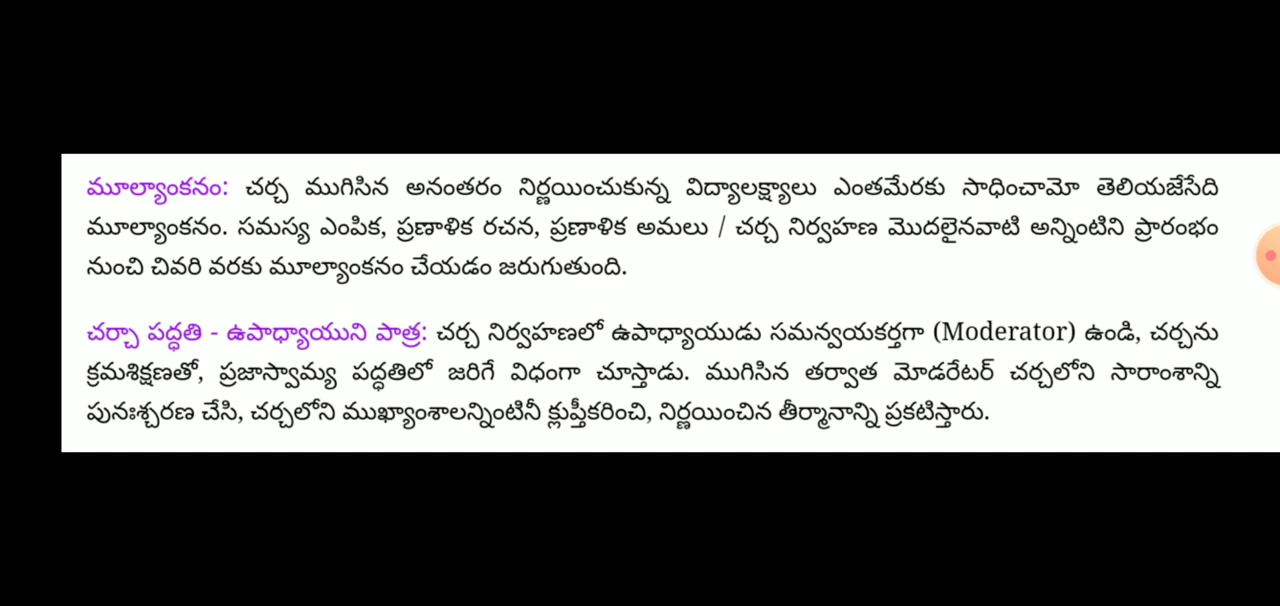 మూల్యాంకనం: చర్చ ముగిసిన అనంతరం నిర్ణయించుకున్న విద్యాలక్ష్యాలు ఎంతమేరకు సాధించామో తెలియజేసేది
మూల్యాంకనం. సమస్య ఎంపిక, ప్రణాళిక రచన, ప్రణాళిక అమలు / చర్చ నిర్వహణ మొదలైనవాటి అన్నింటిని ప్రారంభం
నుంచి చివరి వరకు మూల్యాంకనం చేయడం జరుగుతుంది.
చర్చా పద్ధతి - ఉపాధ్యాయుని పాత్ర: చర్చ నిర్వహణలో ఉపాధ్యాయుడు సమన్వయకర్తగా (Moderator) ఉండి, చర్చను
క్రమశిక్షణతో, ప్రజాస్వామ్య పద్ధతిలో జరిగే విధంగా చూస్తాడు. ముగిసిన తర్వాత మోడరేటర్ చర్చలోని సారాంశాన్ని
పునఃశ్చరణ చేసి, చర్చలోని ముఖ్యాంశాలన్నింటినీ క్లుప్తీకరించి, నిర్ణయించిన తీర్మానాన్ని ప్రకటిస్తారు.